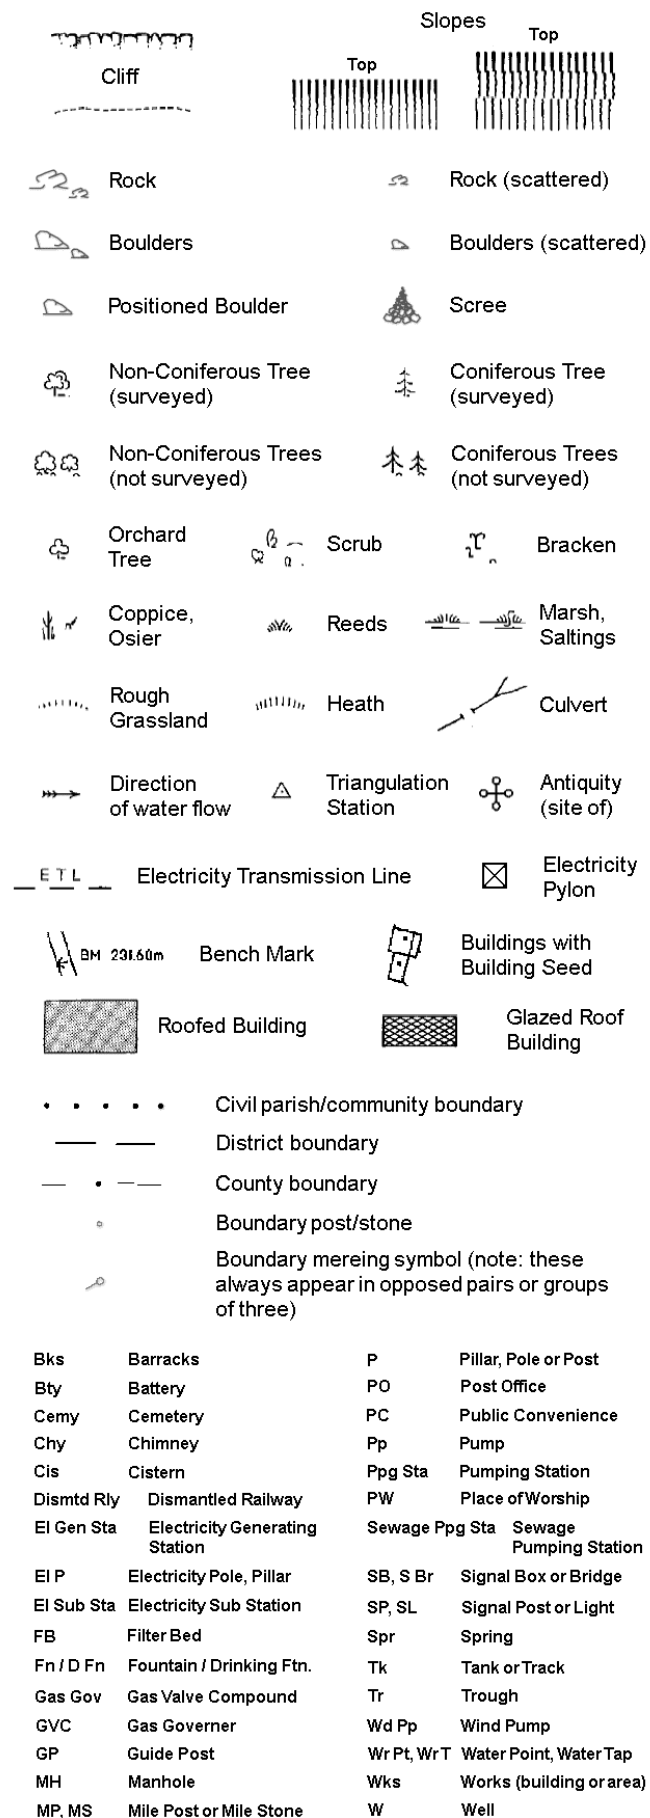 Slopes
Top
Top
Cliff
Rock
Rock (scattered)
Boulders
Boulders (scattered)
Positioned Boulder
Scree
Non-Coniferous Tree
(surveyed)
Coniferous Tree
(surveyed)
Non-Coniferous Trees
(not surveyed)
Coniferous Trees
(not surveyed)
Orchard
Tree
Scrub
Bracken
Coppice,
Osier
Reeds
Marsh,
Saltings
Rough
Grassland
Heath
Culvert
Direction
of water flow
Triangulation
Station
Antiquity
(site of)
E T L
Electricity Transmission Line
Electricity
Pylon
BM 231.60m
Bench Mark
Buildings with
Building Seed
Roofed Building
Glazed Roof
Building
Civil parish/community boundary
District boundary
County boundary
Boundary post/stone
Boundary mereing symbol (note: these
always appear in opposed pairs or groups
of three)
Bks Barracks
P Pillar, Pole or Post
Bty Battery
PO Post Office
Cemy Cemetery
PC Public Convenience
Chy Chimney
Pp Pump
Cis Cistern
Ppg Sta Pumping Station
Dismtd Rly Dismantled Railway
PW Place of Worship
El Gen Sta Electricity Generating
Station
Sewage Ppg Sta Sewage
Pumping Station
El P Electricity Pole, Pillar
SB, S Br Signal Box or Bridge
El Sub Sta Electricity Sub Station
SP, SL Signal Post or Light
FB Filter Bed
Spr Spring
Fn / D Fn Fountain / Drinking Ftn.
Tk Tank or Track
Gas Gov Gas Valve Compound
Tr Trough
GVC Gas Governer
Wd Pp Wind Pump
GP Guide Post
Wr Pt, Wr T Water Point, Water Tap
MH Manhole
Wks Works (building or area)
MP, MS Mile Post or Mile Stone
W Well